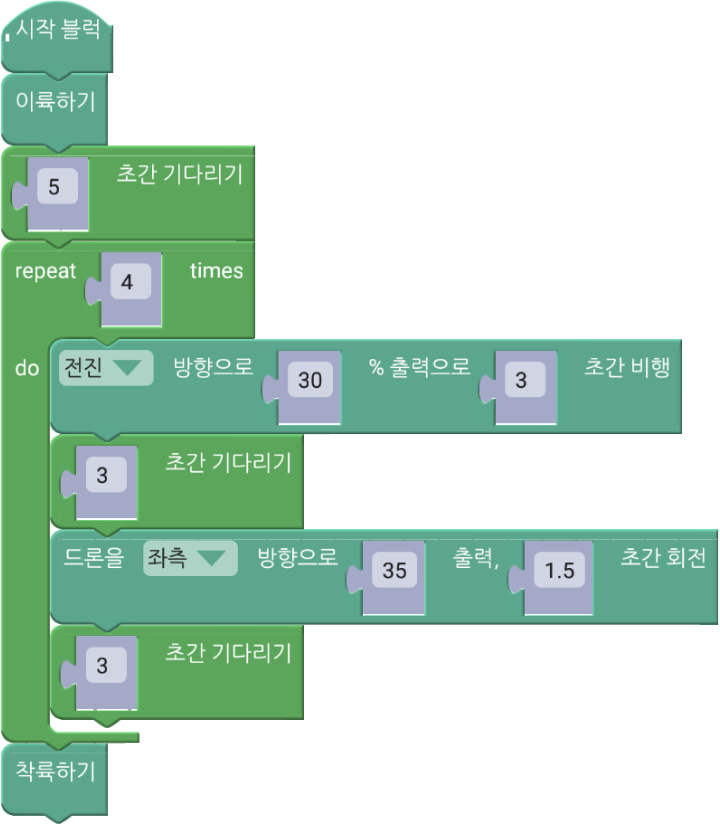 시작 블럭
이륙하기
5 초간 기다리기
repeat 4 times
do 전진 방향으로 30 % 출력으로 3 초간 비행
3 초간 기다리기
드론을 좌측 방향으로 35 출력, 1.5 초간 회전
3 초간 기다리기
착륙하기